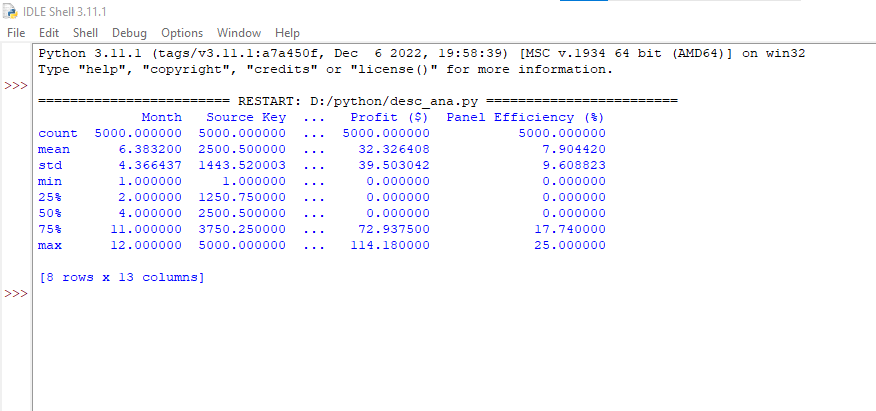 IDLE Shell 3.11.1
File Edit Shell Debug Options Window Help
Python 3.11.1 (tags/v3.11.1:a7a450f, Dec  6 2022, 19:58:39) [MSC v.1934 64 bit (AMD64)] on win32
Type "help", "copyright", "credits" or "license()" for more information.
>>>
======================== RESTART: D:/python/desc_ana.py ========================
Month Source Key ... Profit ($) Panel Efficiency (%)
count 5000.000000 5000.000000 ... 5000.000000 5000.000000
mean 6.383200 2500.500000 ... 32.326408 7.904420
std 4.366437 1443.520003 ... 39.503042 9.608823
min 1.000000 1.000000 ... 0.000000 0.000000
25% 2.000000 1250.750000 ... 0.000000 0.000000
50% 4.000000 2500.500000 ... 0.000000 0.000000
75% 11.000000 3750.250000 ... 72.937500 17.740000
max 12.000000 5000.000000 ... 114.180000 25.000000
[8 rows x 13 columns]
>>>